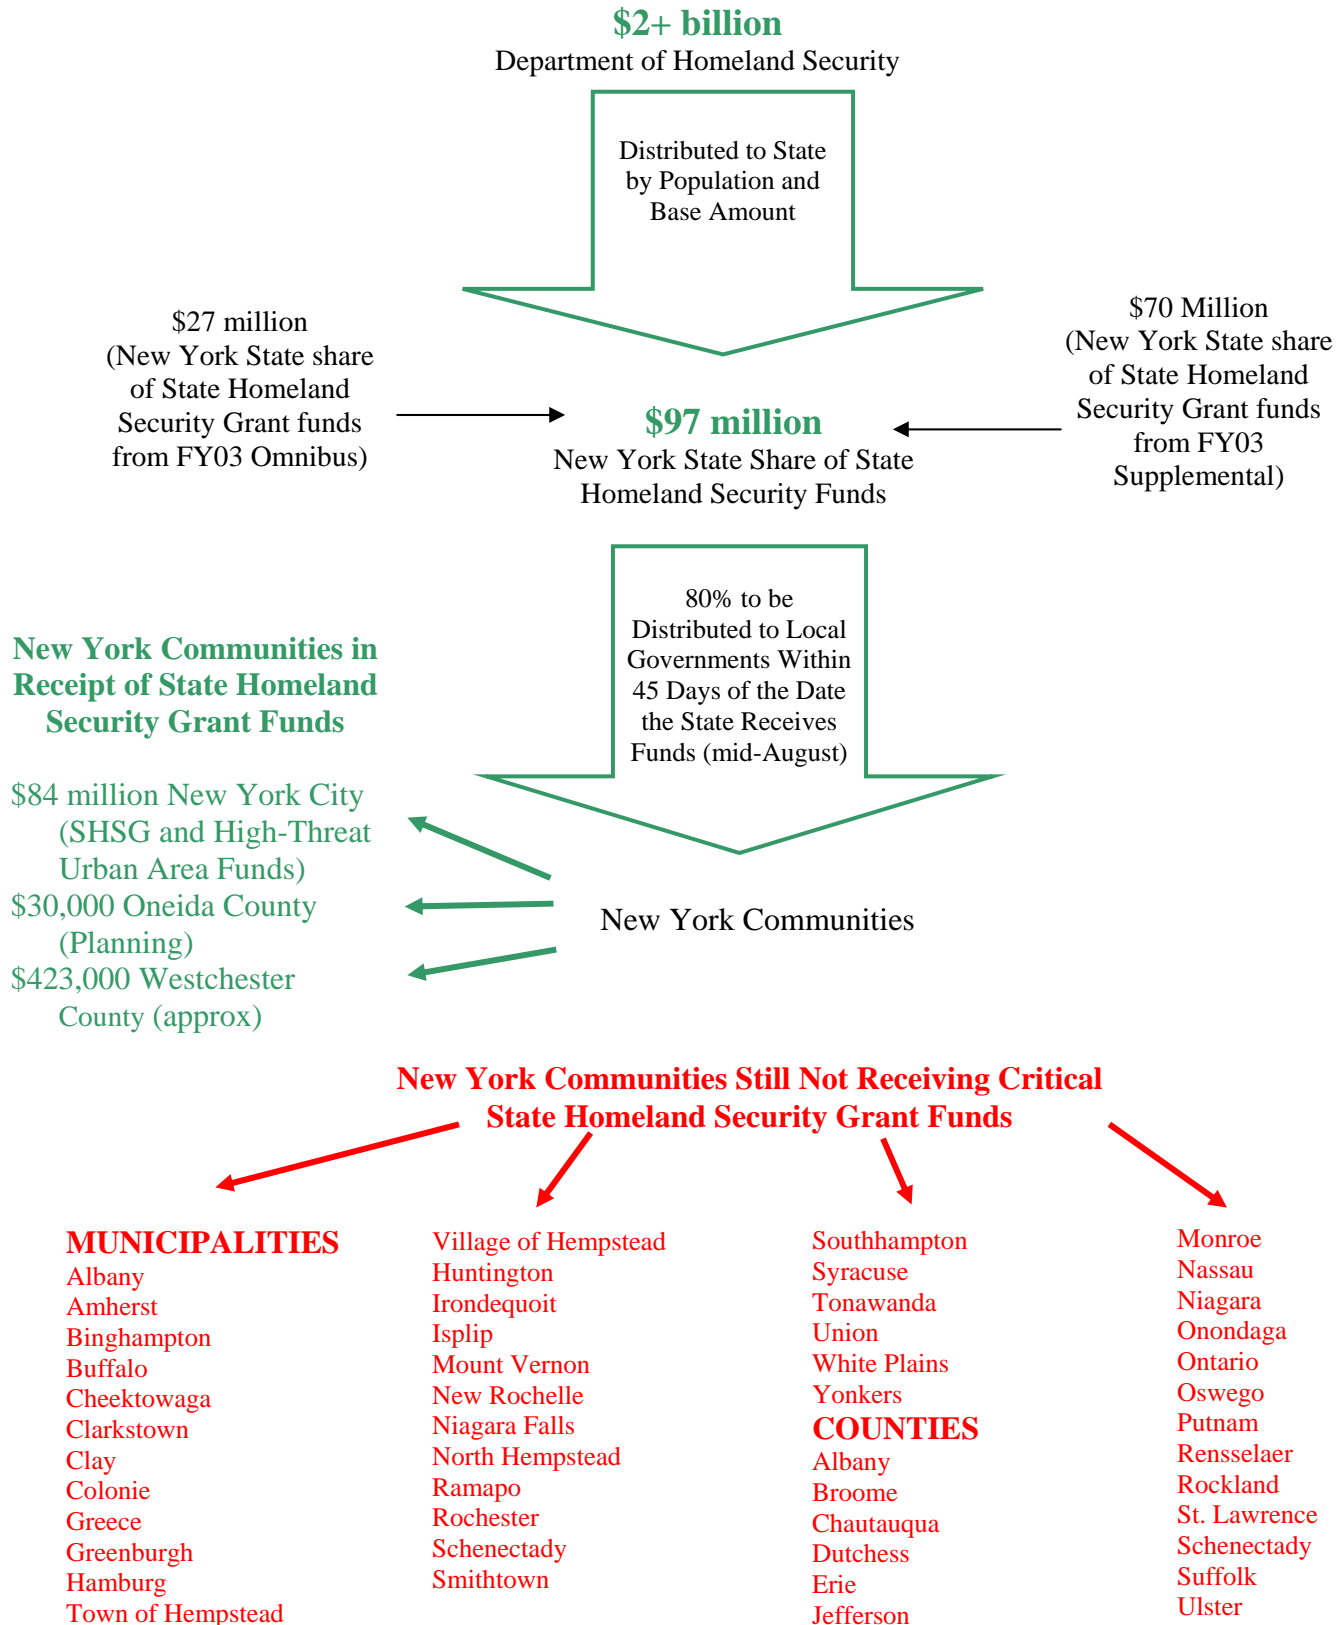 $2+ billion
Department of Homeland Security
Distributed to State
by Population and
Base Amount
$27 million
(New York State share
of State Homeland
Security Grant funds
from FY03 Omnibus)
$70 Million
(New York State share
of State Homeland
Security Grant funds
from FY03
Supplemental)
$97 million
New York State Share of State
Homeland Security Funds
80% to be
Distributed to Local
Governments Within
45 Days of the Date
the State Receives
Funds (mid-August)
New York Communities in
Receipt of State Homeland
Security Grant Funds
$84 million New York City
(SHSG and High-Threat
Urban Area Funds)
$30,000 Oneida County
(Planning)
$423,000 Westchester
County (approx)
New York Communities
New York Communities Still Not Receiving Critical
State Homeland Security Grant Funds
MUNICIPALITIES
Albany
Amherst
Binghampton
Buffalo
Cheektowaga
Clarkstown
Clay
Colonie
Greece
Greenburgh
Hamburg
Town of Hempstead
Village of Hempstead
Huntington
Irondequoit
Isplip
Mount Vernon
New Rochelle
Niagara Falls
North Hempstead
Ramapo
Rochester
Schenectady
Smithtown
Southhampton
Syracuse
Tonawanda
Union
White Plains
Yonkers
COUNTIES
Albany
Broome
Chautauqua
Dutchess
Erie
Jefferson
Monroe
Nassau
Niagara
Onondaga
Ontario
Oswego
Putnam
Rensselaer
Rockland
St. Lawrence
Schenectady
Suffolk
Ulster